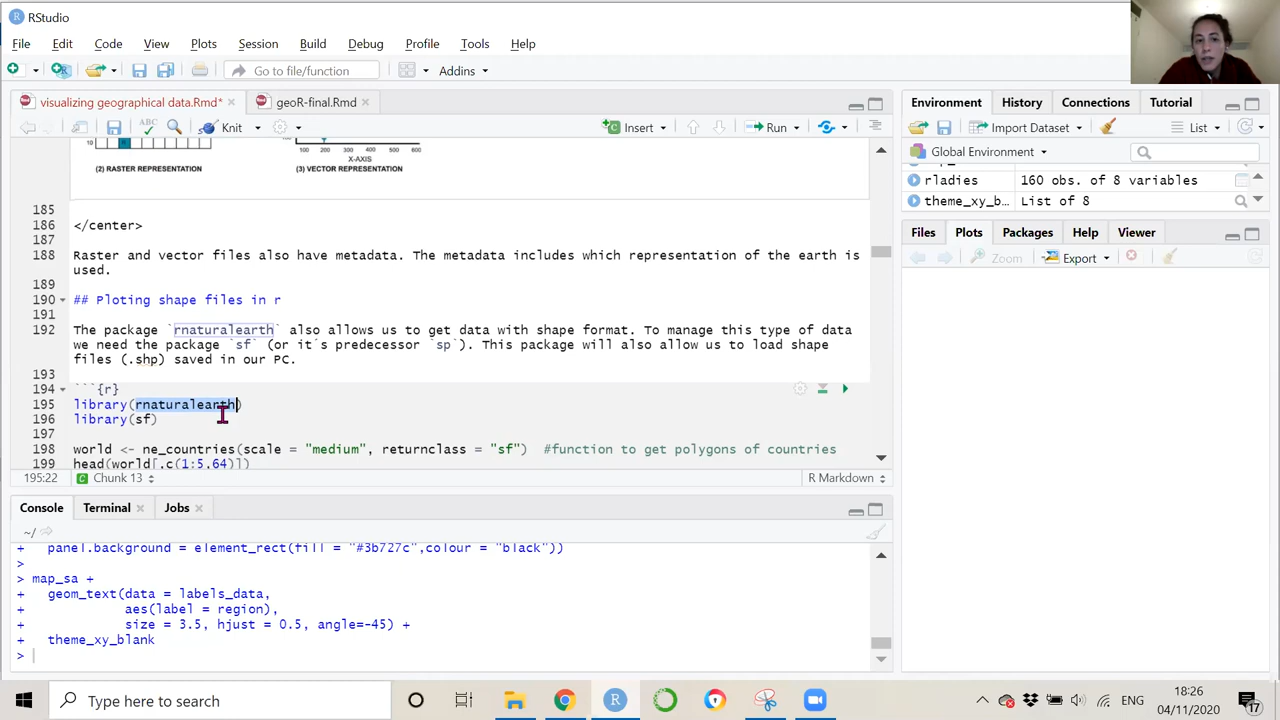 RStudio
File Edit Code View Plots Session Build Debug Profile Tools Help
Go to file/function Addins
visualizing geographical data.Rmd* geoR-final.Rmd
ABC Knit Insert Run
10
100 200 300 400 500 600
X-AXIS
(2) RASTER REPRESENTATION (3) VECTOR REPRESENTATION
185
186 </center>
187
188 Raster and vector files also have metadata. The metadata includes which representation of the earth is
used.
189
190 ## Ploting shape files in r
191
192 The package `rnaturalearth` also allows us to get data with shape format. To manage this type of data
we need the package `sf` (or it´s predecessor `sp`). This package will also allow us to load shape
files (.shp) saved in our PC.
193
194 ```{r}
195 library(rnaturalearth)
196 library(sf)
197
198 world <- ne_countries(scale = "medium", returnclass = "sf") #function to get polygons of countries
199 head(world[,c(1:5,64)])
195:22 Chunk 13 R Markdown
Console Terminal Jobs
~/
+ panel.background = element_rect(fill = "#3b727c",colour = "black"))
>
> map_sa +
+ geom_text(data = labels_data,
+ aes(label = region),
+ size = 3.5, hjust = 0.5, angle=-45) +
+ theme_xy_blank
>
Environment History Connections Tutorial
Import Dataset List
Global Environment
rladies 160 obs. of 8 variables
theme_xy_b… List of 8
Files Plots Packages Help Viewer
Zoom Export
Type here to search
ENG
18:26
04/11/2020
17